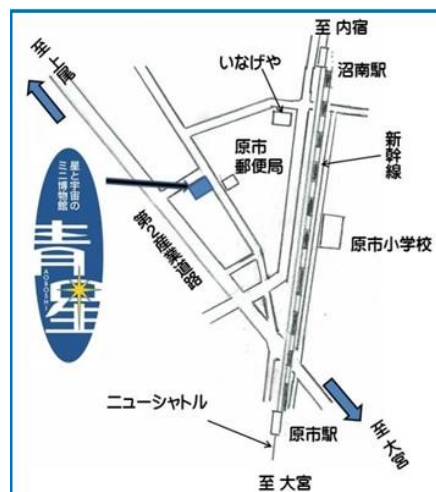 至 内宿
至 上尾
沼南駅
いなげや
新幹線
原市
郵便局
星と宇宙の
ミニ博物館
青星
AOBOSHI
第2産業道路
原市小学校
ニューシャトル
原市駅
至 大宮
至 大宮